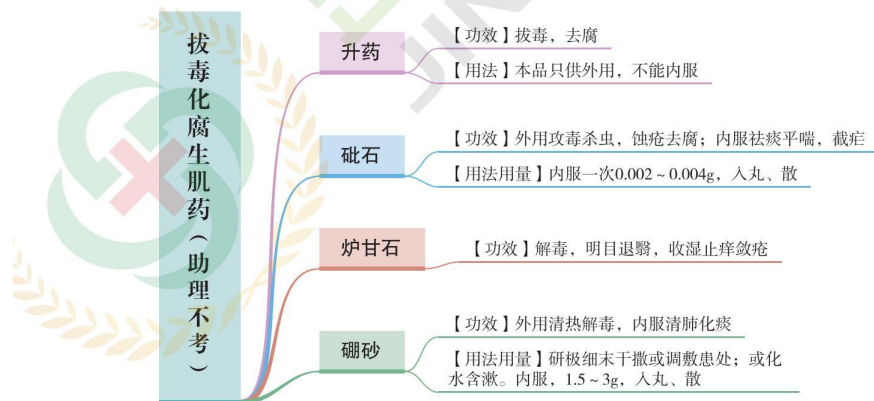 拔毒化腐生肌药（助理不考）
升药
【功效】拔毒，去腐
【用法】本品只供外用，不能内服
砒石
【功效】外用攻毒杀虫，蚀疮去腐；内服祛痰平喘，截疟
【用法用量】内服一次0.002～0.004g，入丸、散
炉甘石
【功效】解毒，明目退翳，收湿止痒敛疮
硼砂
【功效】外用清热解毒，内服清肺化痰
【用法用量】研极细末干撒或调敷患处；或化
水含漱。内服，1.5～3g，入丸、散